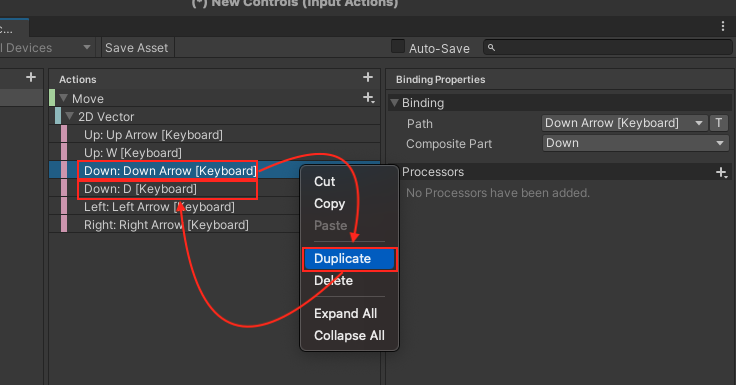 (*) New Controls (Input Actions)
c...
l Devices
Save Asset
Auto-Save
Actions
Binding Properties
Move
Binding
2D Vector
Path
Down Arrow [Keyboard]
T
Up: Up Arrow [Keyboard]
Composite Part
Down
Up: W [Keyboard]
Down: Down Arrow [Keyboard]
Processors
Down: D [Keyboard]
No Processors have been added.
Left: Left Arrow [Keyboard]
Right: Right Arrow [Keyboard]
Cut
Copy
Paste
Duplicate
Delete
Expand All
Collapse All